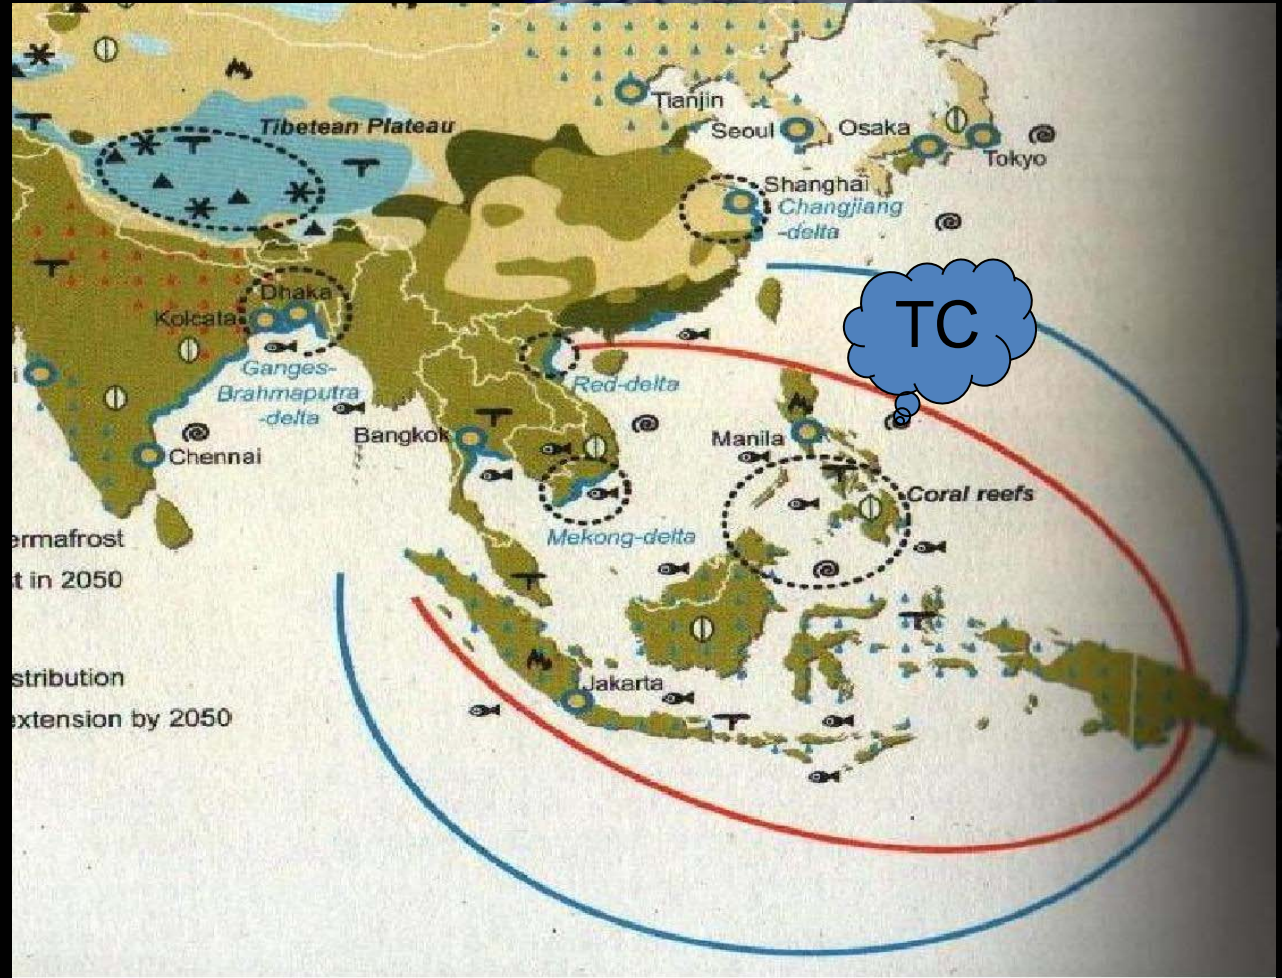 Tianjin
Tibetean Plateau
Seoul
Osaka
Tokyo
Shanghai
Changjiang
-delta
Dhaka
Kolcata
TC
Ganges-
Brahmaputra
-delta
Red-delta
Bangkok
Manila
Chennai
Coral reefs
Mekong-delta
ermafrost
t in 2050
Jakarta
stribution
extension by 2050